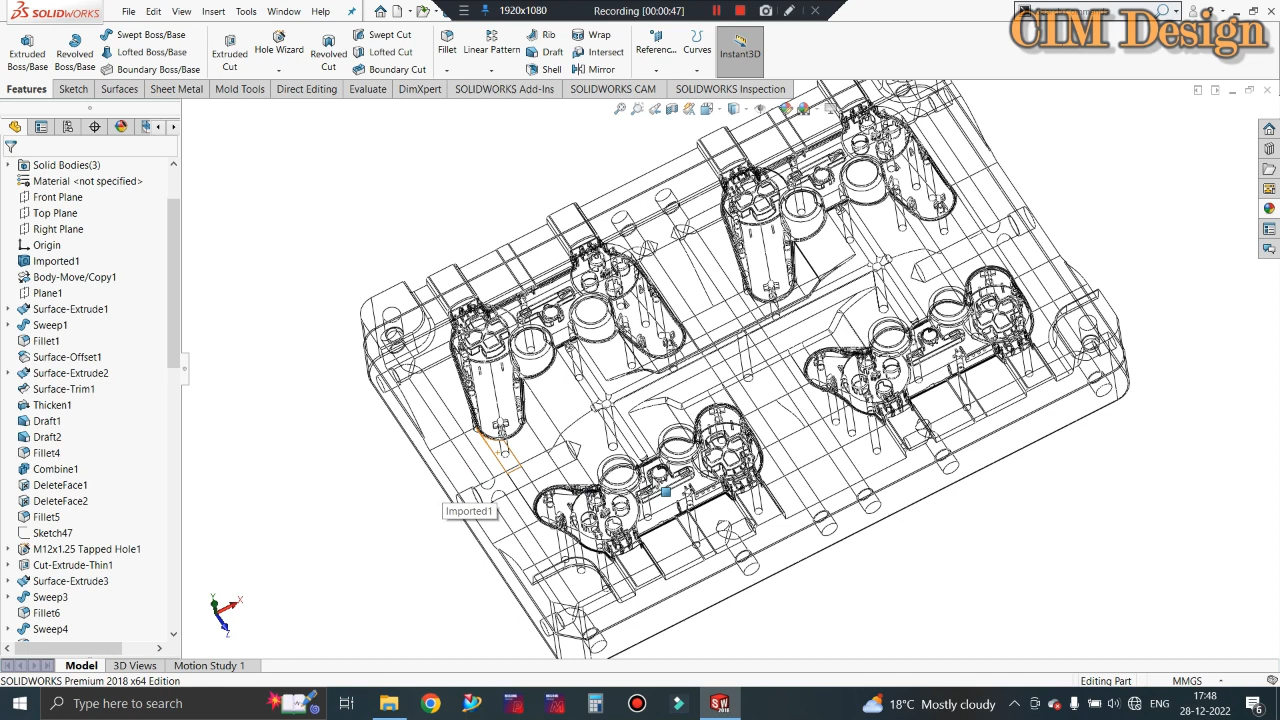 SOLIDWORKS
File
Edit
View
Insert
Tools
Window
Help
1920x1080
Recording [00:00:47]
CIM Design
Extruded Boss/Base
Revolved Boss/Base
Swept Boss/Base
Lofted Boss/Base
Boundary Boss/Base
Extruded Cut
Hole Wizard
Revolved Cut
Swept Cut
Lofted Cut
Boundary Cut
Fillet
Linear Pattern
Rib
Draft
Shell
Wrap
Intersect
Mirror
Referenc...
Curves
Instant3D
Features
Sketch
Surfaces
Sheet Metal
Mold Tools
Direct Editing
Evaluate
DimXpert
SOLIDWORKS Add-Ins
SOLIDWORKS CAM
SOLIDWORKS Inspection
Solid Bodies(3)
Material <not specified>
Front Plane
Top Plane
Right Plane
Origin
Imported1
Body-Move/Copy1
Plane1
Surface-Extrude1
Sweep1
Fillet1
Surface-Offset1
Surface-Extrude2
Surface-Trim1
Thicken1
Draft1
Draft2
Fillet4
Combine1
DeleteFace1
DeleteFace2
Fillet5
Sketch47
M12x1.25 Tapped Hole1
Cut-Extrude-Thin1
Surface-Extrude3
Sweep3
Fillet6
Sweep4
Imported1
Y
X
Z
Model
3D Views
Motion Study 1
SOLIDWORKS Premium 2018 x64 Edition
Editing Part
MMGS
Type here to search
18°C Mostly cloudy
ENG
17:48
28-12-2022
6